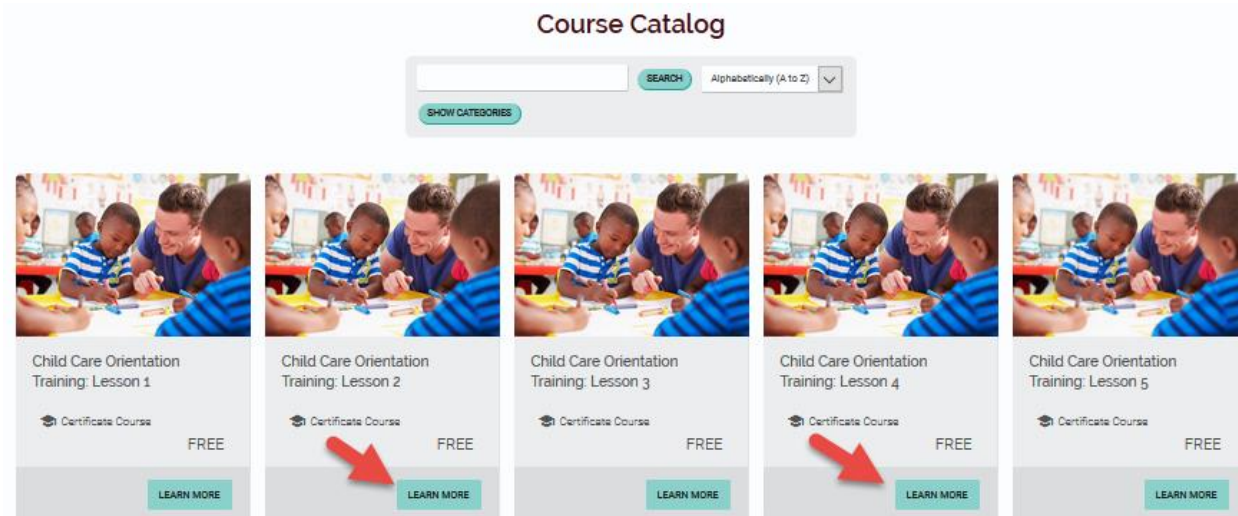 Course Catalog
SEARCH
Alphabetically (A to Z)
SHOW CATEGORIES
Child Care Orientation
Training: Lesson 1
Certificate Course
FREE
LEARN MORE
Child Care Orientation
Training: Lesson 2
Certificate Course
FREE
LEARN MORE
Child Care Orientation
Training: Lesson 3
Certificate Course
FREE
LEARN MORE
Child Care Orientation
Training: Lesson 4
Certificate Course
FREE
LEARN MORE
Child Care Orientation
Training: Lesson 5
Certificate Course
FREE
LEARN MORE